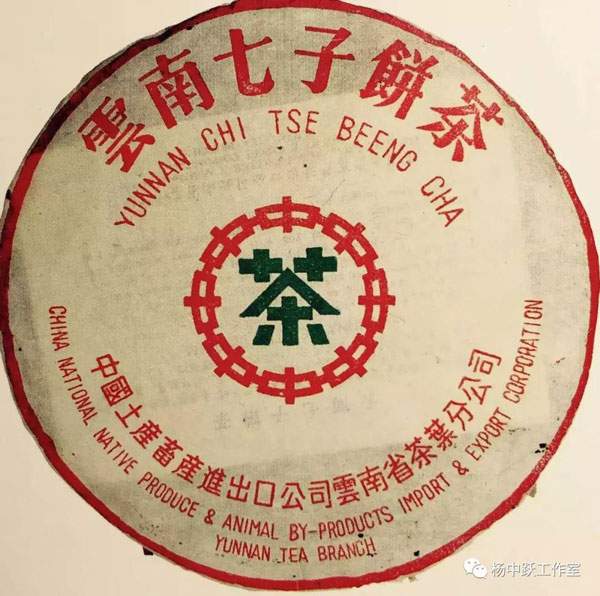 雲南七子餅茶
YUNNAN CHI TSE BEENG CHA
茶
中國土產畜產進出口公司雲南省茶葉分公司
CHINA NATIONAL NATIVE PRODUCE & ANIMAL BY-PRODUCTS IMPORT & EXPORT CORPORATION
YUNNAN TEA BRANCH
杨中跃工作室